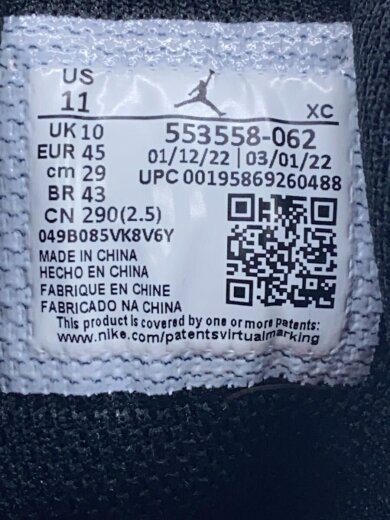 US
11
XC
UK 10
553558-062
EUR 45
01/12/22 | 03/01/22
cm 29
UPC 00195869260488
BR 43
CN 290(2.5)
049B085VK8V6Y
MADE IN CHINA
HECHO EN CHINA
FABRIQUE EN CHINE
FABRICADO NA CHINA
This product is covered by one or more patents:
www.nike.com/patentsvirtualmarking